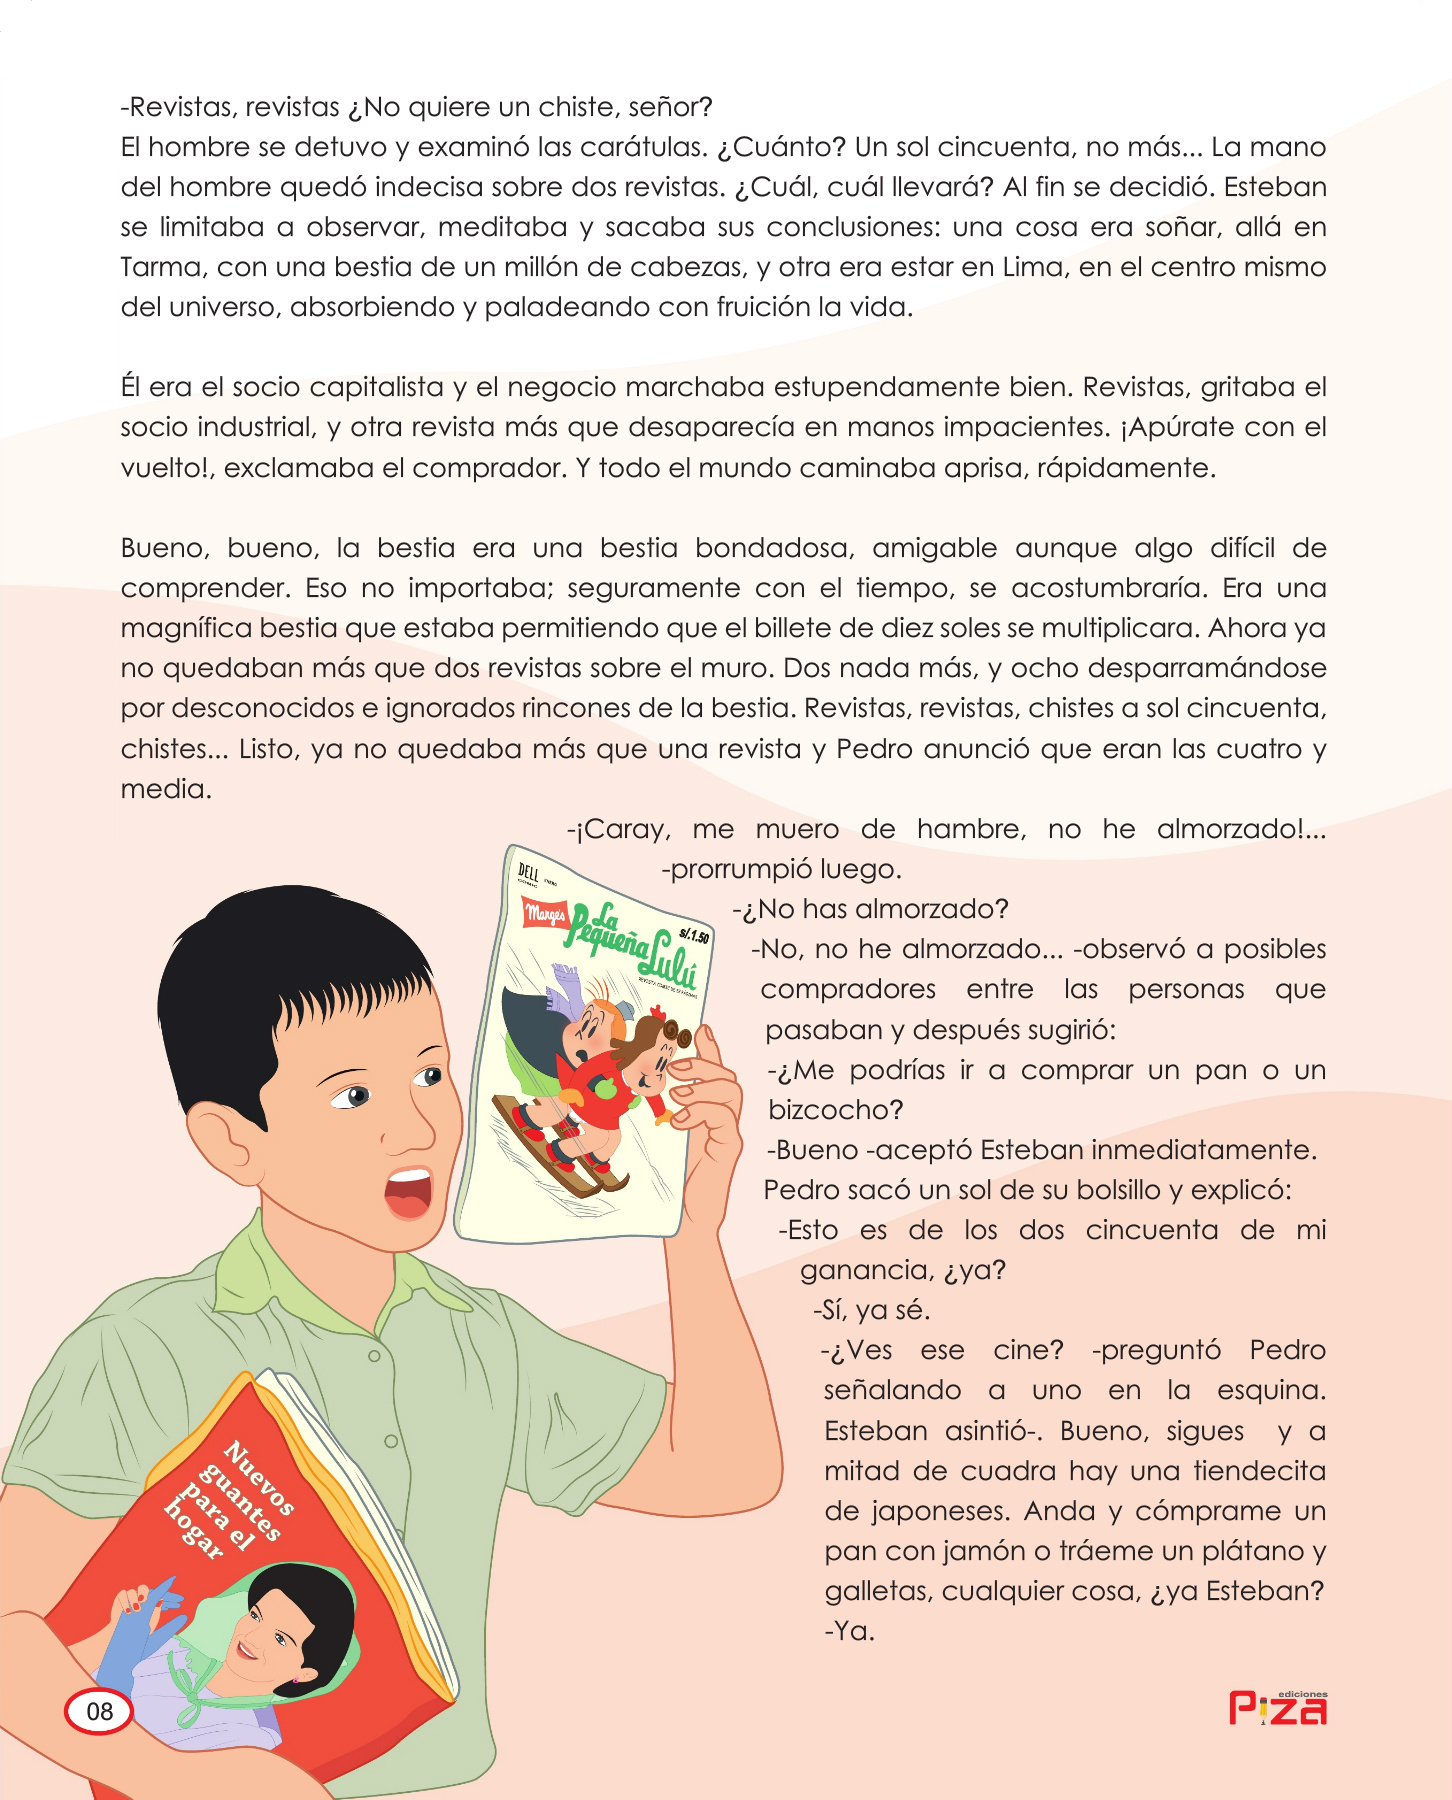 -Revistas, revistas ¿No quiere un chiste, señor?
El hombre se detuvo y examinó las carátulas. ¿Cuánto? Un sol cincuenta, no más... La mano
del hombre quedó indecisa sobre dos revistas. ¿Cuál, cuál llevará? Al fin se decidió. Esteban
se limitaba a observar, meditaba y sacaba sus conclusiones: una cosa era soñar, allá en
Tarma, con una bestia de un millón de cabezas, y otra era estar en Lima, en el centro mismo
del universo, absorbiendo y paladeando con fruición la vida.
Él era el socio capitalista y el negocio marchaba estupendamente bien. Revistas, gritaba el
socio industrial, y otra revista más que desaparecía en manos impacientes. ¡Apúrate con el
vuelto!, exclamaba el comprador. Y todo el mundo caminaba aprisa, rápidamente.
Bueno, bueno, la bestia era una bestia bondadosa, amigable aunque algo difícil de
comprender. Eso no importaba; seguramente con el tiempo, se acostumbraría. Era una
magnífica bestia que estaba permitiendo que el billete de diez soles se multiplicara. Ahora ya
no quedaban más que dos revistas sobre el muro. Dos nada más, y ocho desparramándose
por desconocidos e ignorados rincones de la bestia. Revistas, revistas, chistes a sol cincuenta,
chistes... Listo, ya no quedaba más que una revista y Pedro anunció que eran las cuatro y
media.
-¡Caray, me muero de hambre, no he almorzado!...
-prorrumpió luego.
-¿No has almorzado?
-No, no he almorzado... -observó a posibles
compradores entre las personas que
pasaban y después sugirió:
-¿Me podrías ir a comprar un pan o un
bizcocho?
-Bueno -aceptó Esteban inmediatamente.
Pedro sacó un sol de su bolsillo y explicó:
-Esto es de los dos cincuenta de mi
ganancia, ¿ya?
-Sí, ya sé.
-¿Ves ese cine? -preguntó Pedro
señalando a uno en la esquina.
Esteban asintió-. Bueno, sigues y a
mitad de cuadra hay una tiendecita
de japoneses. Anda y cómprame un
pan con jamón o tráeme un plátano y
galletas, cualquier cosa, ¿ya Esteban?
-Ya.
DELL
Marge's
La
Pequeña
Lulú
s/.1.50
Nuevos
guantes
para el
hogar
08
ediciones
Piza